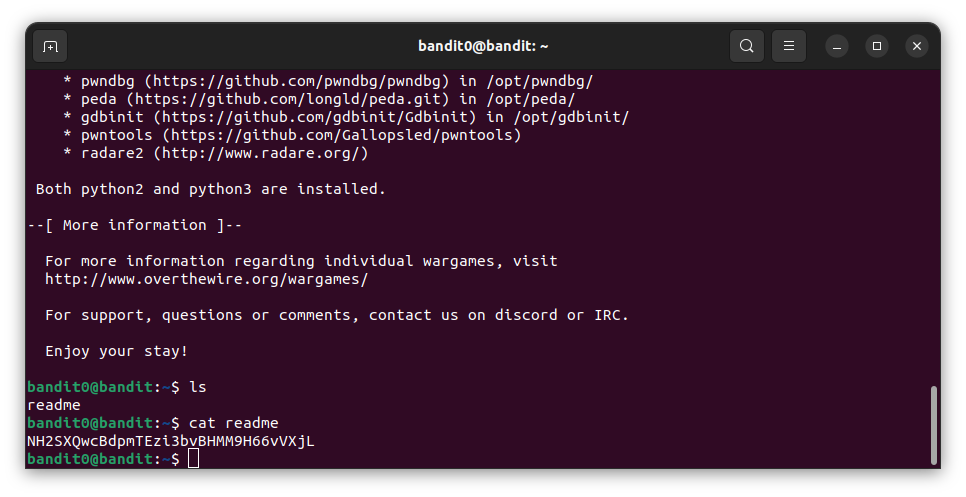 bandit0@bandit: ~
* pwndbg (https://github.com/pwndbg/pwndbg) in /opt/pwndbg/
* peda (https://github.com/longld/peda.git) in /opt/peda/
* gdbinit (https://github.com/gdbinit/Gdbinit) in /opt/gdbinit/
* pwntools (https://github.com/Gallopsled/pwntools)
* radare2 (http://www.radare.org/)
Both python2 and python3 are installed.
--[ More information ]--
For more information regarding individual wargames, visit
http://www.overthewire.org/wargames/
For support, questions or comments, contact us on discord or IRC.
Enjoy your stay!
bandit0@bandit:~$ ls
readme
bandit0@bandit:~$ cat readme
NH2SXQwcBdpmTEzi3bvBHMM9H66vVXjL
bandit0@bandit:~$